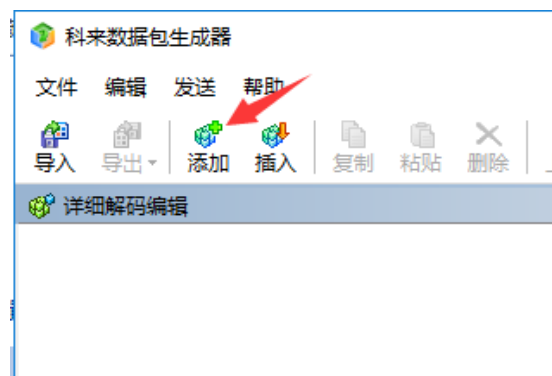 科来数据包生成器
文件 编辑 发送 帮助
导入 导出 添加 插入 复制 粘贴 删除
详细解码编辑